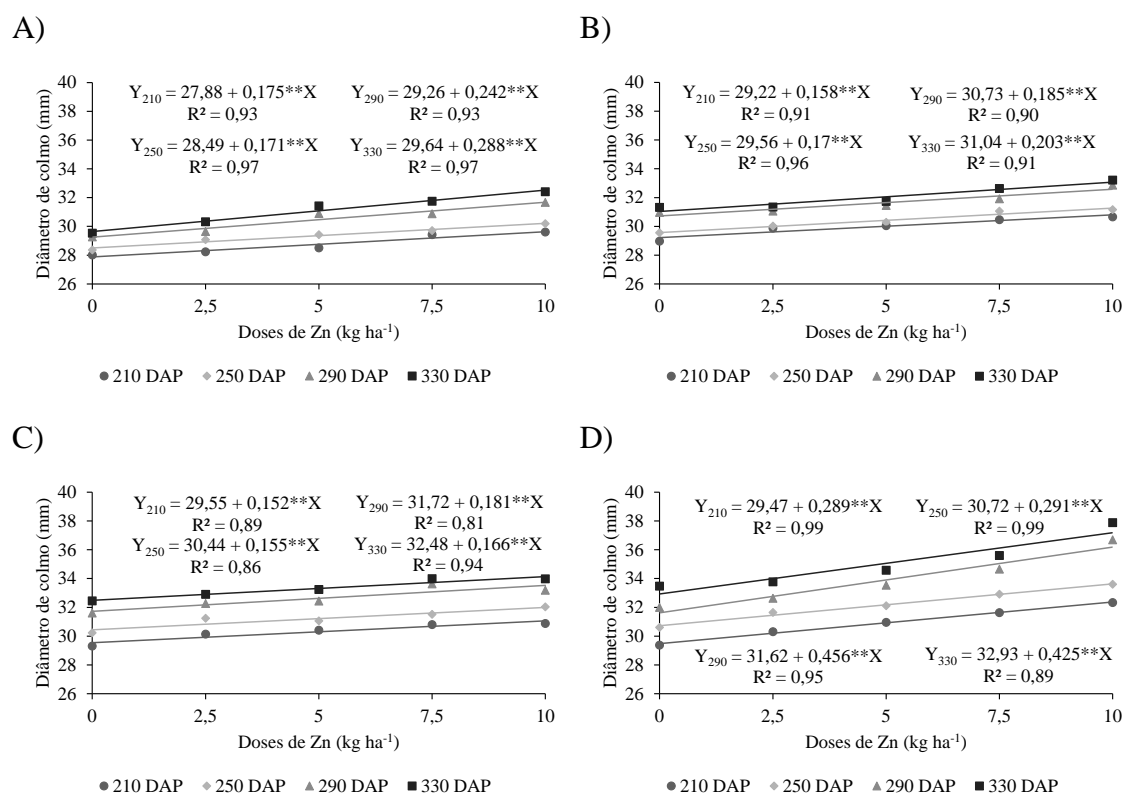 A)
Diâmetro de colmo (mm)
40
38
36
34
32
30
28
26
Y210 = 27,88 + 0,175**X
R² = 0,93
Y290 = 29,26 + 0,242**X
R² = 0,93
Y250 = 28,49 + 0,171**X
R² = 0,97
Y330 = 29,64 + 0,288**X
R² = 0,97
0 2,5 5 7,5 10
Doses de Zn (kg ha-1)
210 DAP 250 DAP 290 DAP 330 DAP
B)
Diâmetro de colmo (mm)
40
38
36
34
32
30
28
26
Y210 = 29,22 + 0,158**X
R² = 0,91
Y290 = 30,73 + 0,185**X
R² = 0,90
Y250 = 29,56 + 0,17**X
R² = 0,96
Y330 = 31,04 + 0,203**X
R² = 0,91
0 2,5 5 7,5 10
Doses de Zn (kg ha-1)
210 DAP 250 DAP 290 DAP 330 DAP
C)
Diâmetro de colmo (mm)
40
38
36
34
32
30
28
26
Y210 = 29,55 + 0,152**X
R² = 0,89
Y290 = 31,72 + 0,181**X
R² = 0,81
Y250 = 30,44 + 0,155**X
R² = 0,86
Y330 = 32,48 + 0,166**X
R² = 0,94
0 2,5 5 7,5 10
Doses de Zn (kg ha-1)
210 DAP 250 DAP 290 DAP 330 DAP
D)
Diâmetro de colmo (mm)
40
38
36
34
32
30
28
26
Y210 = 29,47 + 0,289**X
R² = 0,99
Y250 = 30,72 + 0,291**X
R² = 0,99
Y290 = 31,62 + 0,456**X
R² = 0,95
Y330 = 32,93 + 0,425**X
R² = 0,89
0 2,5 5 7,5 10
Doses de Zn (kg ha-1)
210 DAP 250 DAP 290 DAP 330 DAP